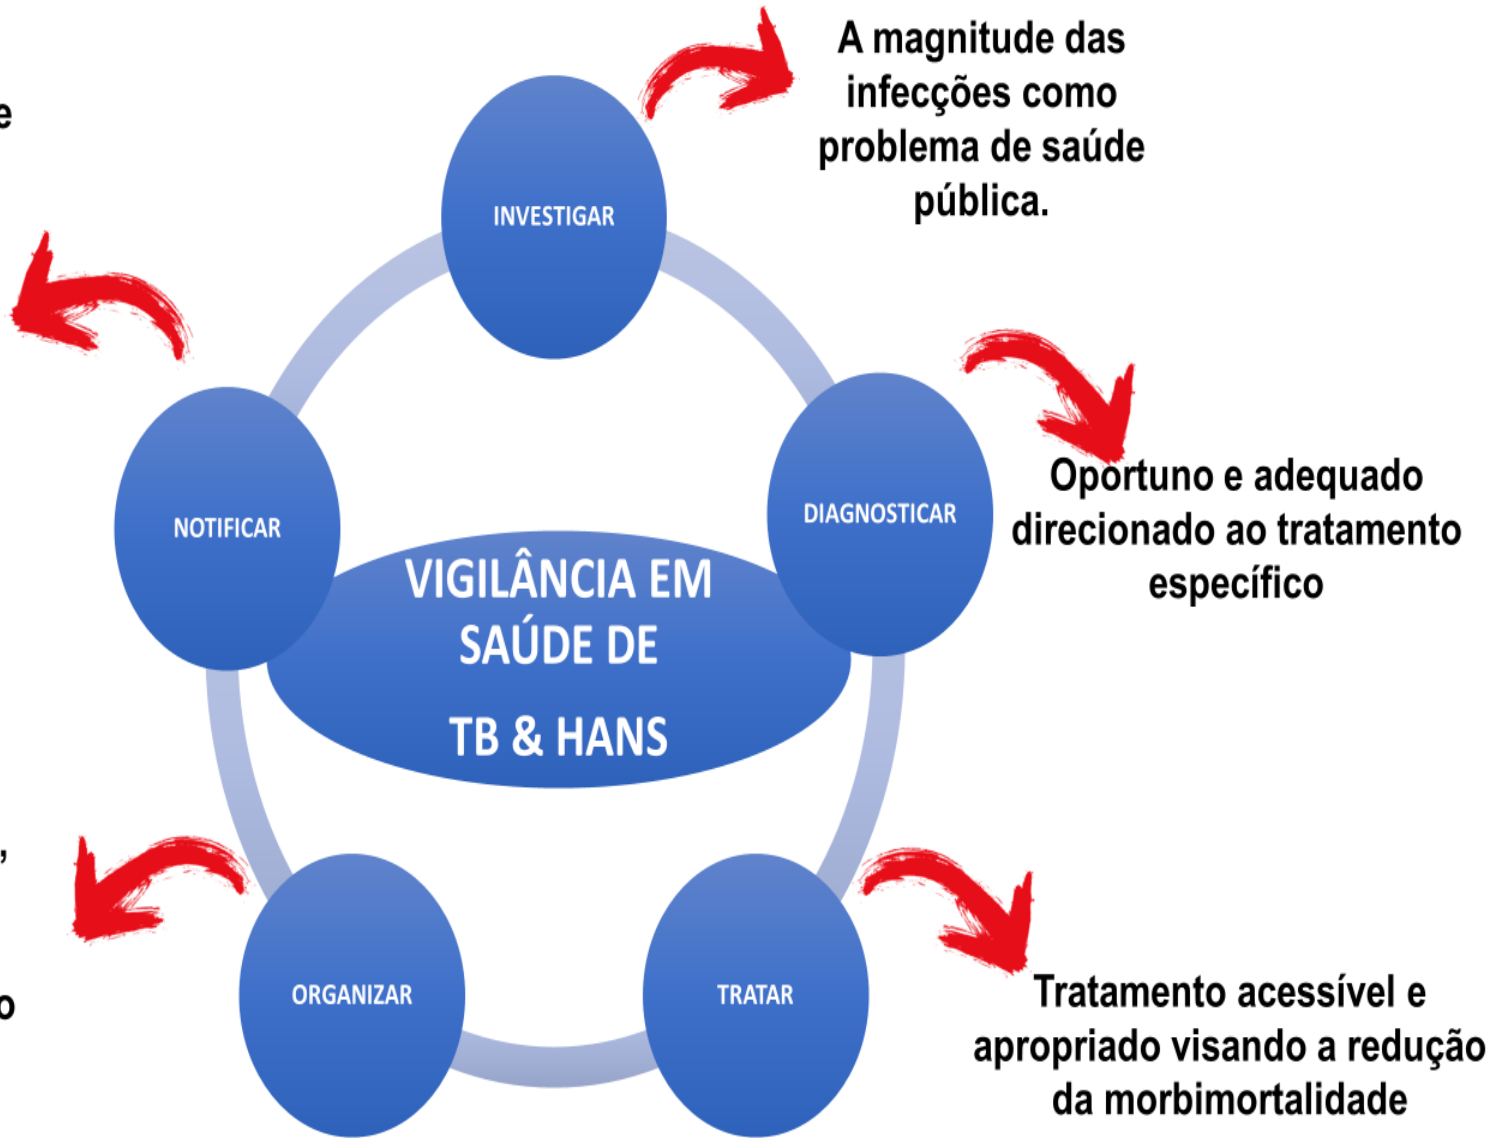 A magnitude das
infecções como
problema de saúde
pública.
e
INVESTIGAR
NOTIFICAR
DIAGNOSTICAR
Oportuno e adequado
direcionado ao tratamento
específico
VIGILÂNCIA EM
SAÚDE DE
TB & HANS
,
o
ORGANIZAR
TRATAR
Tratamento acessível e
apropriado visando a redução
da morbimortalidade